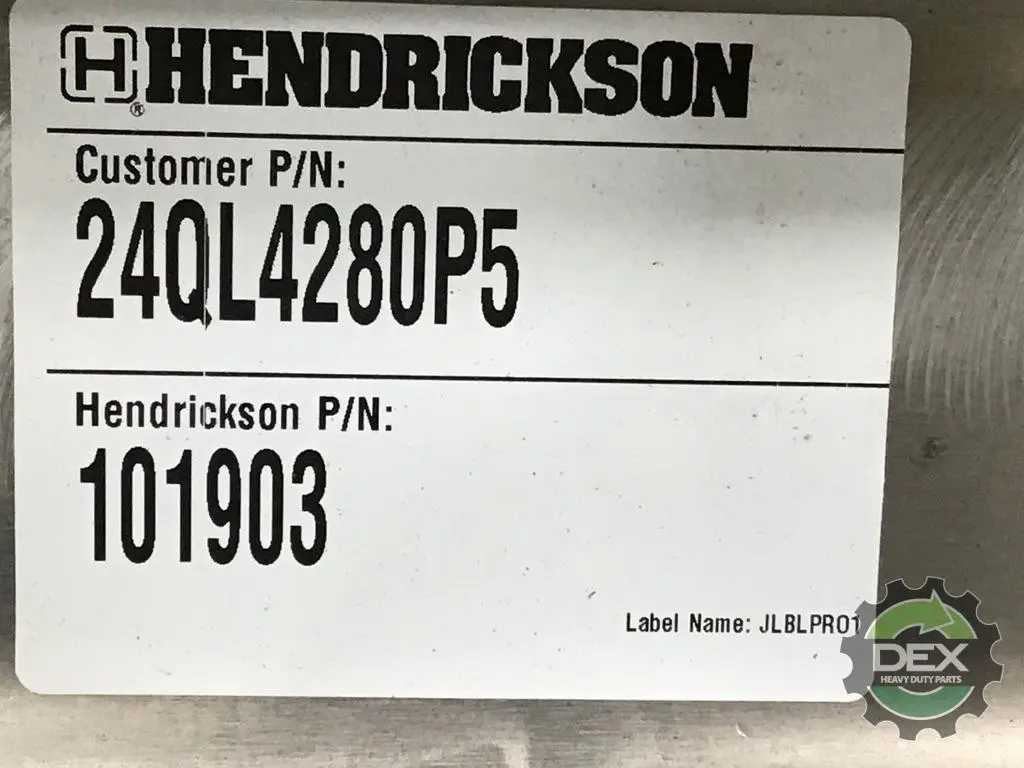 H HENDRICKSON
®
Customer P/N:
24QL4280P5
Hendrickson P/N:
101903
Label Name: JLBLPRO1
DEX
HEAVY DUTY PARTS